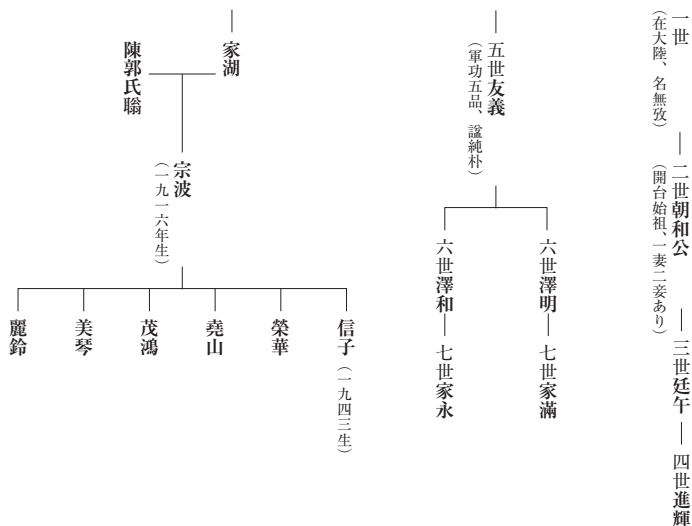 一世
（在大陸、名無攷）
二世朝和公
（開台始祖、一妻二妾あり）
三世廷午
四世進輝
五世友義
（軍功五品、諡純朴）
六世澤明
七世家滿
六世澤和
七世家永
家湖
陳郭氏聯
宗波
（一九一六年生）
信子（一九四三生）
榮華
堯山
茂鴻
美琴
麗鈴